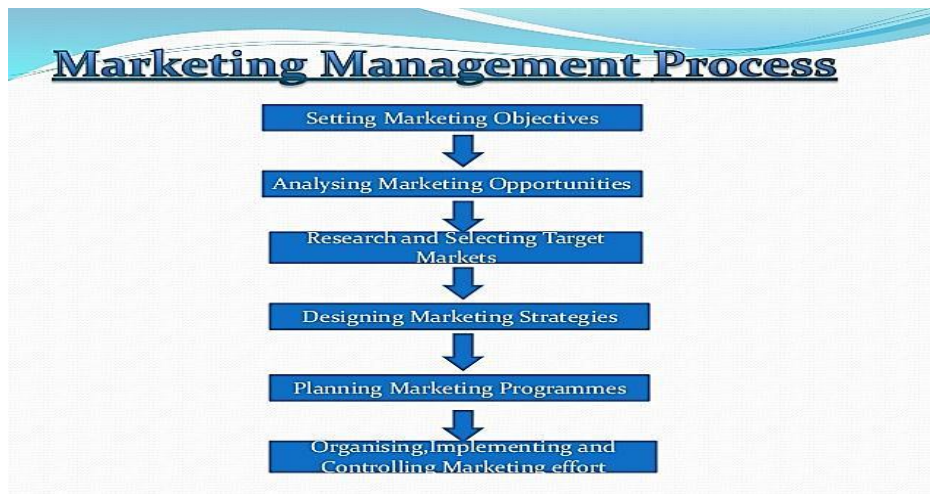 Marketing Management Process
Setting Marketing Objectives
Analysing Marketing Opportunities
Research and Selecting Target
Markets
Designing Marketing Strategies
Planning Marketing Programmes
Organising,Implementing and
Controlling Marketing effort